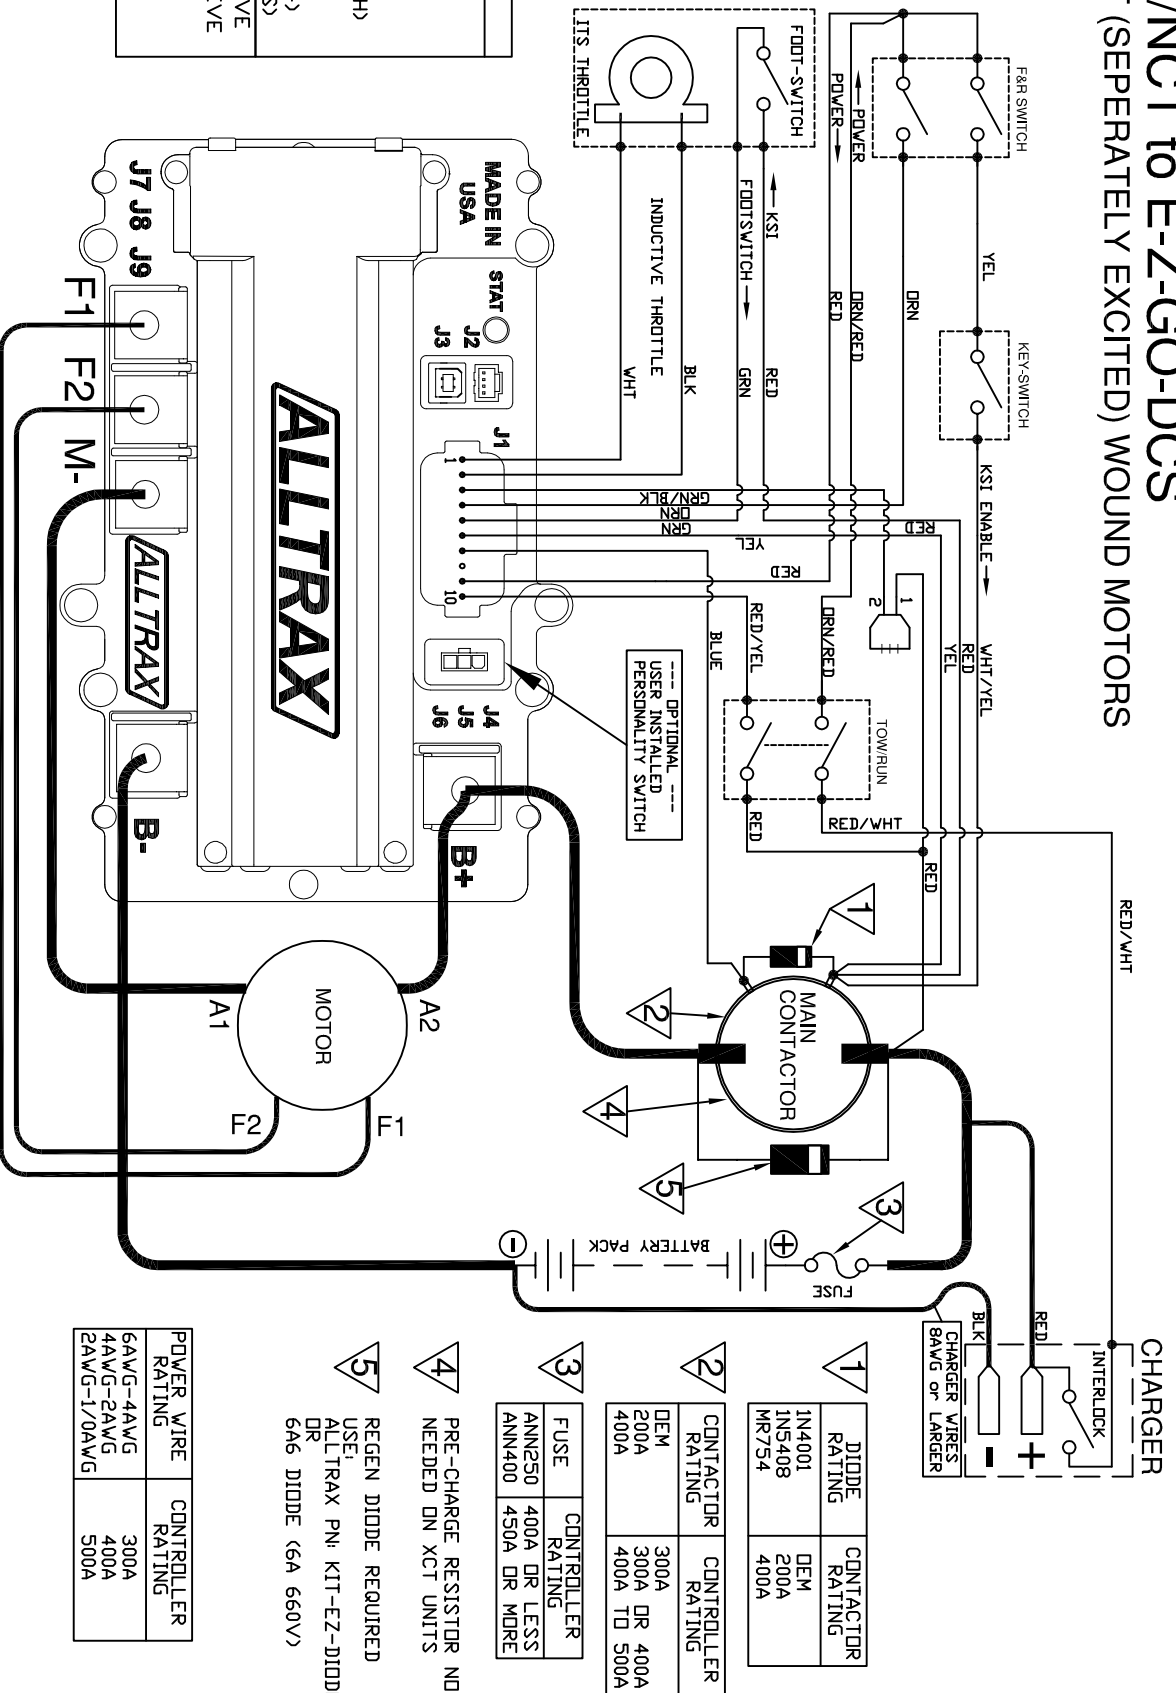 /NCT to E-Z-GO-DCS
T (SEPERATELY EXCITED) WOUND MOTORS
H)
S)
VE
VE
F&R SWITCH
FOOT-SWITCH
ITS THROTTLE
POWER
POWER
KSI
FOOTSWITCH
INDUCTIVE THROTTLE
YEL
ORN
ORN/RED
RED
KEY-SWITCH
RED
GRN
BLK
WHT
KSI ENABLE
WHT/YEL
RED
YEL
RED
GRN/BLK
ORN
GRN
YEL
RED
1
2
ORN/RED
RED/YEL
BLUE
TOW/RUN
RED/WHT
RED
RED
RED/WHT
--- OPTIONAL ---
USER INSTALLED
PERSONALITY SWITCH
MADE IN
USA
STAT
J2
J3
J1
1
10
J4
J5
J6
J7 J8 J9
F1
F2
M-
B-
B+
ALLTRAX
ALLTRAX
MOTOR
A2
A1
F1
F2
MAIN
CONTACTOR
1
2
4
5
3
FUSE
+
BATTERY PACK
-
CHARGER
INTERLOCK
RED
BLK
+
-
CHARGER WIRES
8AWG or LARGER
1
DIODE RATING
CONTACTOR RATING
1N4001 OEM
1N5408 200A
MR754 400A
2
CONTACTOR RATING
CONTROLLER RATING
OEM 300A
200A 300A OR 400A
400A 400A TO 500A
3
FUSE
CONTROLLER RATING
ANN250 400A OR LESS
ANN400 450A OR MORE
4
PRE-CHARGE RESISTOR NO
NEEDED ON XCT UNITS
5
REGEN DIODE REQUIRED
USE:
ALLTRAX PN: KIT-EZ-DIOD
OR
6A6 DIODE (6A 660V)
POWER WIRE RATING
CONTROLLER RATING
6AWG-4AWG 300A
4AWG-2AWG 400A
2AWG-1/0AWG 500A